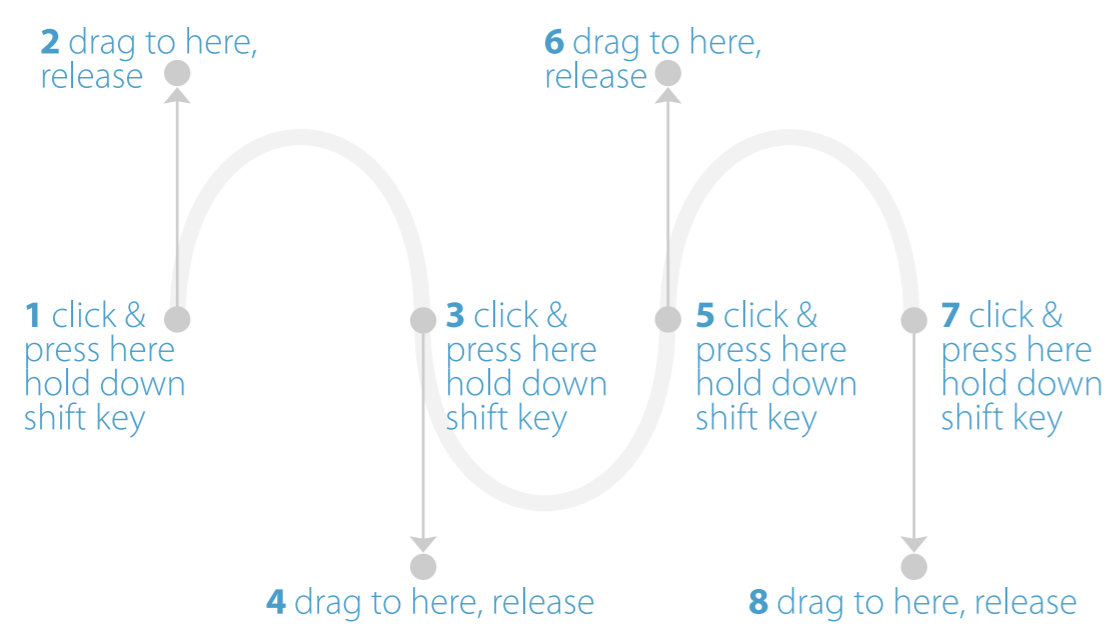 2 drag to here,
release
6 drag to here,
release
1 click &
press here
hold down
shift key
3 click &
press here
hold down
shift key
5 click &
press here
hold down
shift key
7 click &
press here
hold down
shift key
4 drag to here, release
8 drag to here, release